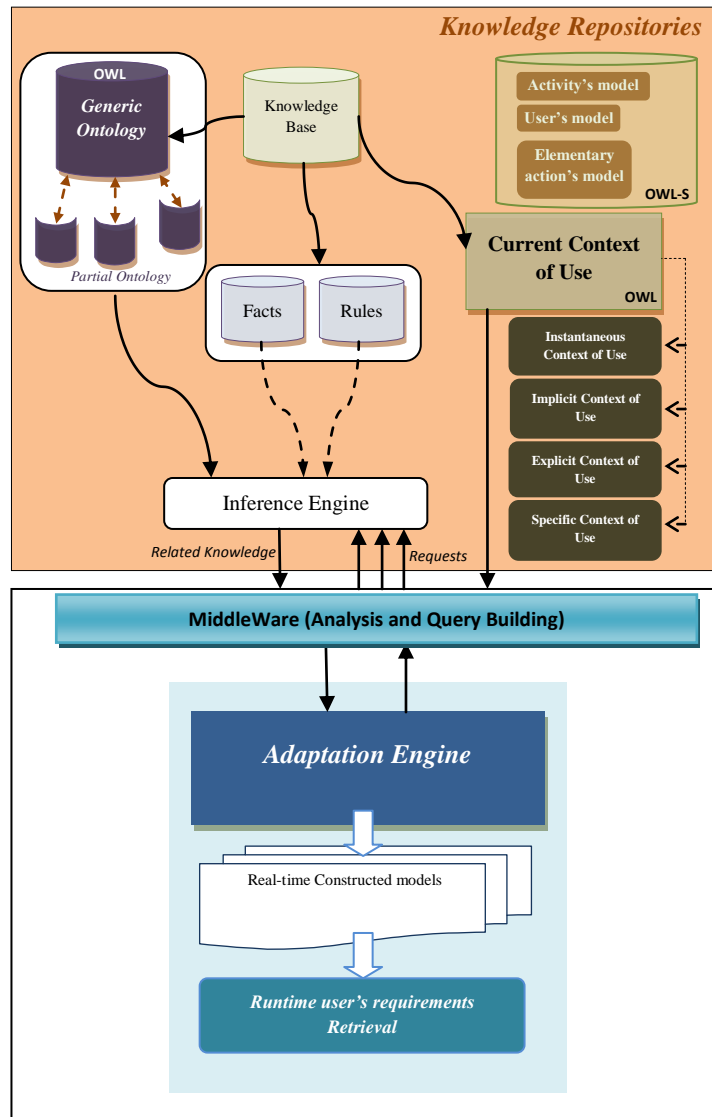 Knowledge Repositories
OWL
Generic
Ontology
Partial Ontology
Knowledge
Base
Activity's model
User's model
Elementary
action's model
OWL-S
Current Context
of Use
OWL
Facts
Rules
Instantaneous
Context of Use
Implicit Context of
Use
Explicit Context of
Use
Specific Context of
Use
Inference Engine
Related Knowledge
Requests
MiddleWare (Analysis and Query Building)
Adaptation Engine
Real-time Constructed models
Runtime user's requirements
Retrieval